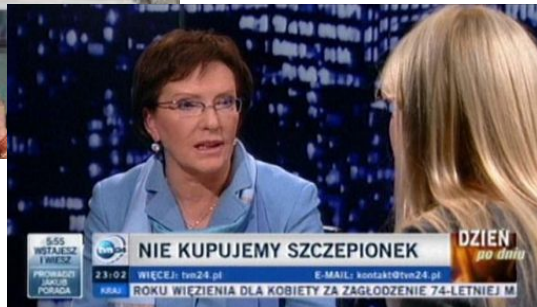 5:55
WSTAJESZ
I WIESZ
PROWADZI
JAKUB
PORADA
tvn24
NIE KUPUJEMY SZCZEPIONEK
DZIEŃ
po dniu
23:02
WIĘCEJ: tvn24.pl
E-MAIL: kontakt@tvn24.pl
KRAJ
ROKU WIĘZIENIA DLA KOBIETY ZA ZAGŁODZENIE 74-LETNIEJ M